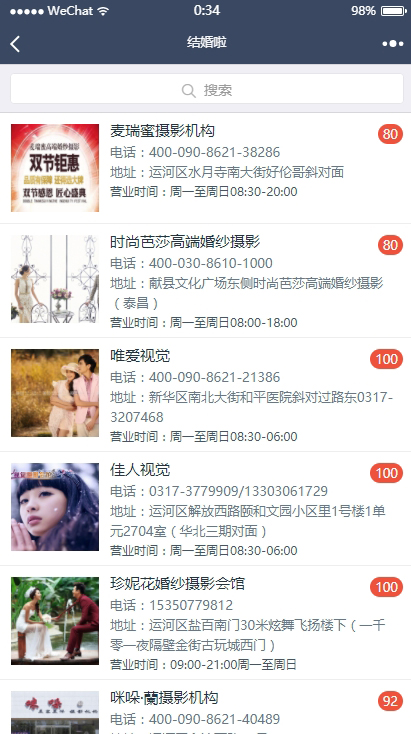 WeChat 0:34 98%
结婚啦
搜索
麦瑞蜜摄影机构 80
电话：400-090-8621-38286
地址：运河区水月寺南大街好伦哥斜对面
营业时间：周一至周日08:30-20:00
双节钜惠
时尚芭莎高端婚纱摄影 80
电话：400-030-8610-1000
地址：献县文化广场东侧时尚芭莎高端婚纱摄影
（泰昌）
营业时间：周一至周日08:00-18:00
唯爱视觉 100
电话：400-090-8621-21386
地址：新华区南北大街和平医院斜对过路东0317-
3207468
营业时间：周一至周日08:30-06:00
佳人视觉 100
电话：0317-3779909/13303061729
地址：运河区解放西路颐和文园小区里1号楼1单
元2704室（华北三期对面）
营业时间：周一至周日08:30-06:00
珍妮花婚纱摄影会馆 100
电话：15350779812
地址：运河区盐百南门30米炫舞飞扬楼下（一千
零一夜隔壁金街古玩城西门）
营业时间：09:00-21:00周一至周日
咪哚·蘭摄影机构 92
电话：400-090-8621-40489